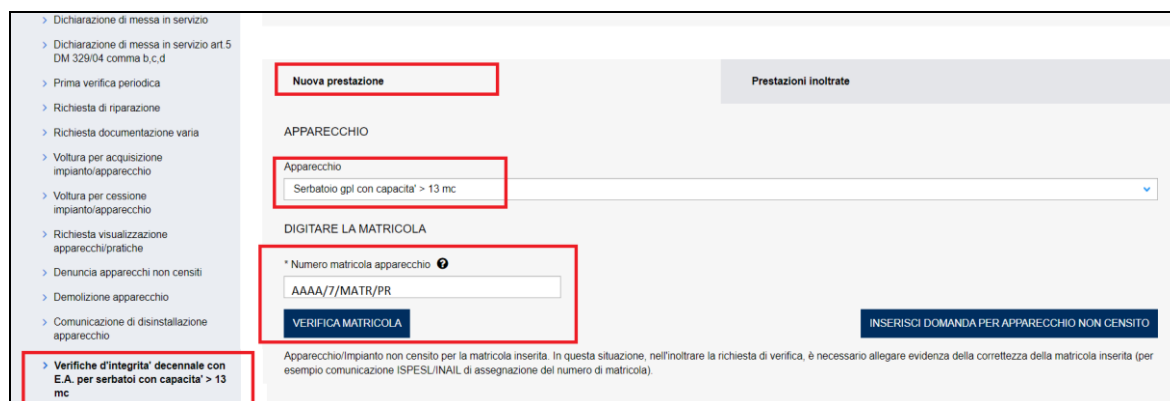 > Dichiarazione di messa in servizio
> Dichiarazione di messa in servizio art.5
DM 329/04 comma b,c,d
> Prima verifica periodica
> Richiesta di riparazione
> Richiesta documentazione varia
> Voltura per acquisizione
impianto/apparecchio
> Voltura per cessione
impianto/apparecchio
> Richiesta visualizzazione
apparecchi/pratiche
> Denuncia apparecchi non censiti
> Demolizione apparecchio
> Comunicazione di disinstallazione
apparecchio
> Verifiche d'integrita' decennale con
E.A. per serbatoi con capacita' > 13
mc
Nuova prestazione
Prestazioni inoltrate
APPARECCHIO
Apparecchio
Serbatoio gpl con capacita' > 13 mc
DIGITARE LA MATRICOLA
* Numero matricola apparecchio ?
AAAA/7/MATR/PR
VERIFICA MATRICOLA
INSERISCI DOMANDA PER APPARECCHIO NON CENSITO
Apparecchio/Impianto non censito per la matricola inserita. In questa situazione, nell'inoltrare la richiesta di verifica, è necessario allegare evidenza della correttezza della matricola inserita (per
esempio comunicazione ISPESL/INAIL di assegnazione del numero di matricola).